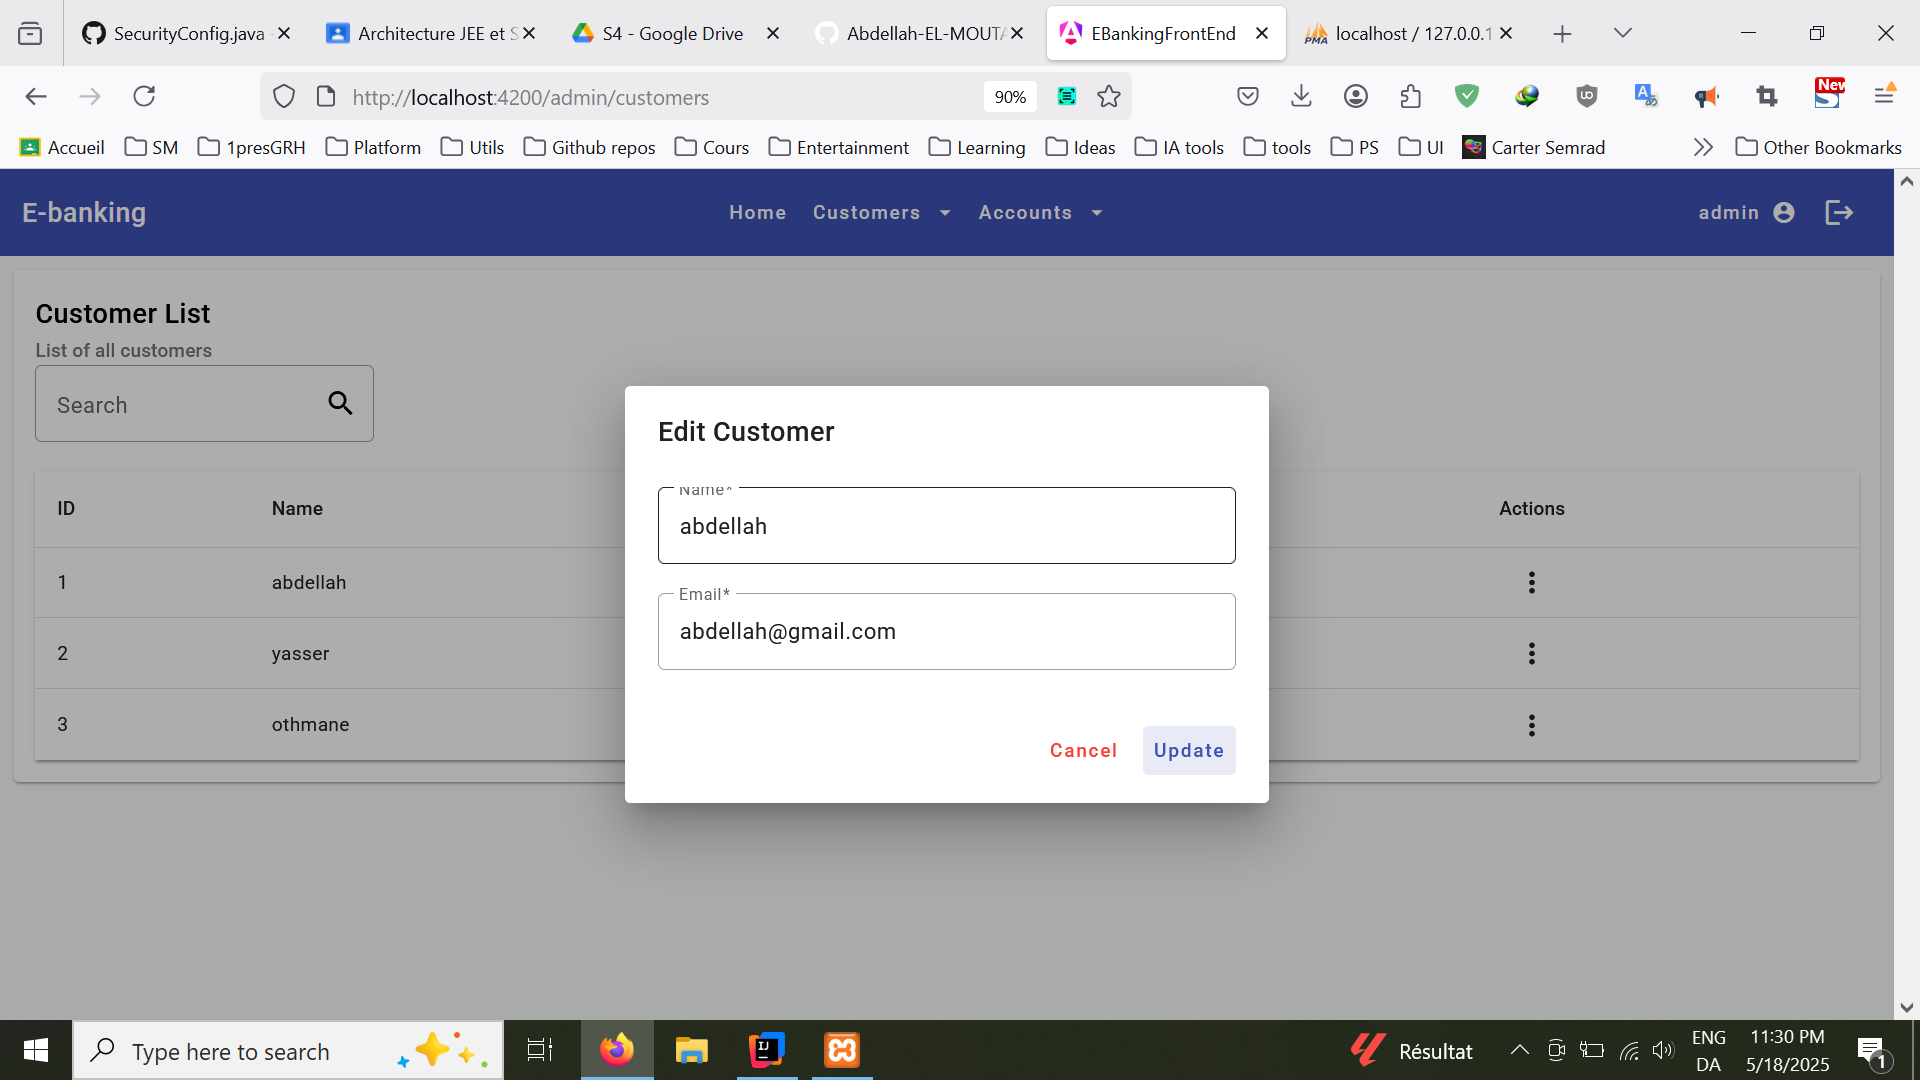 SecurityConfig.java
Architecture JEE et S
S4 - Google Drive
Abdellah-EL-MOUTA
EBankingFrontEnd
PMA
localhost / 127.0.0.1
http://localhost:4200/admin/customers
90%
New
Accueil
SM
1presGRH
Platform
Utils
Github repos
Cours
Entertainment
Learning
Ideas
IA tools
tools
PS
UI
Carter Semrad
Other Bookmarks
E-banking
Home
Customers
Accounts
admin
Customer List
List of all customers
Search
ID Name Actions
1 abdellah
2 yasser
3 othmane
Edit Customer
Name*
abdellah
Email*
abdellah@gmail.com
Cancel
Update
Type here to search
Résultat
ENG
DA
11:30 PM
5/18/2025
1